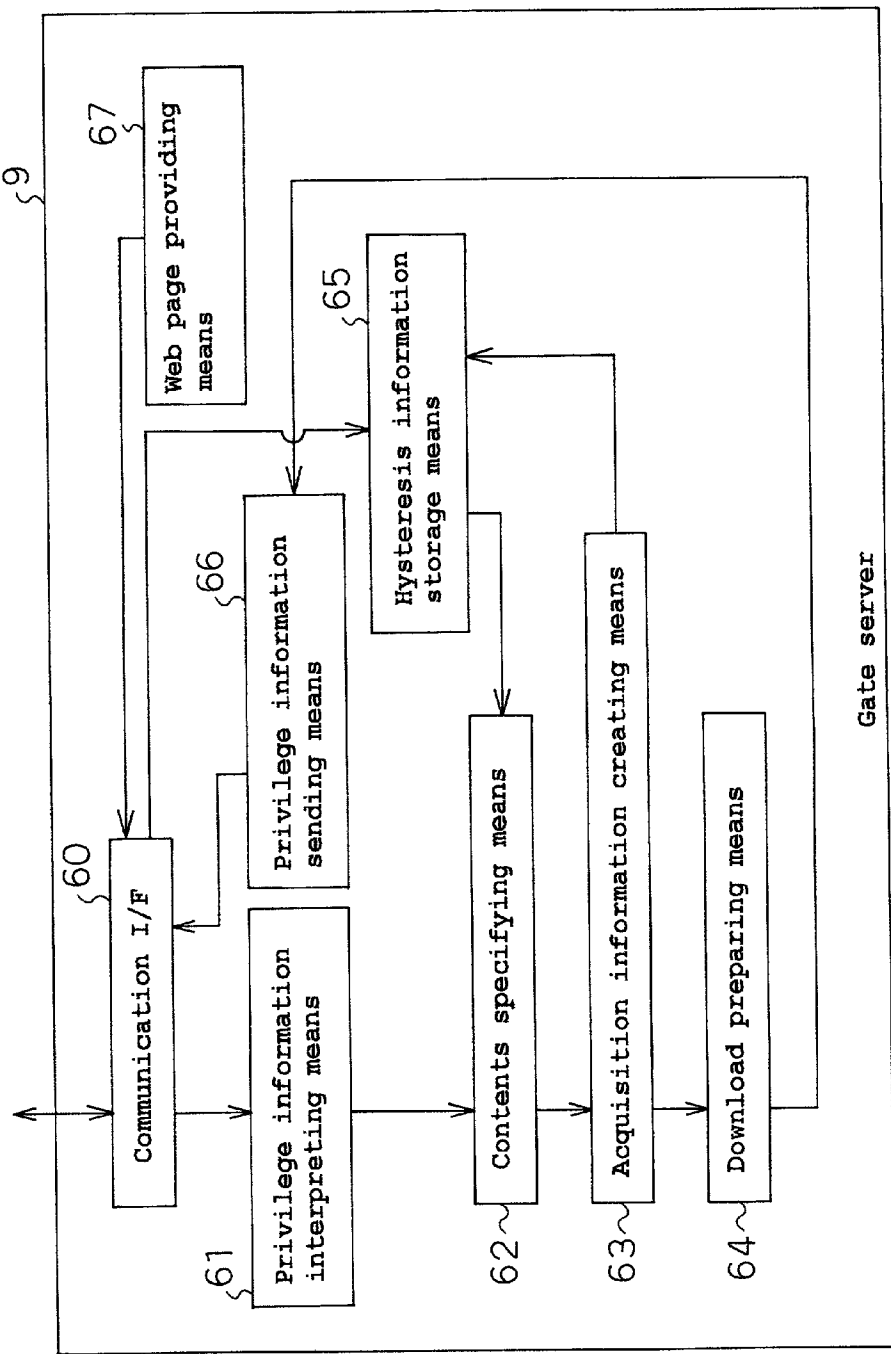 9
67
Web page providing
means
60
Communication I/F
66
Privilege information
sending means
65
Hysteresis information
storage means
61
Privilege information
interpreting means
62
Contents specifying means
63
Acquisition information creating means
64
Download preparing means
Gate server